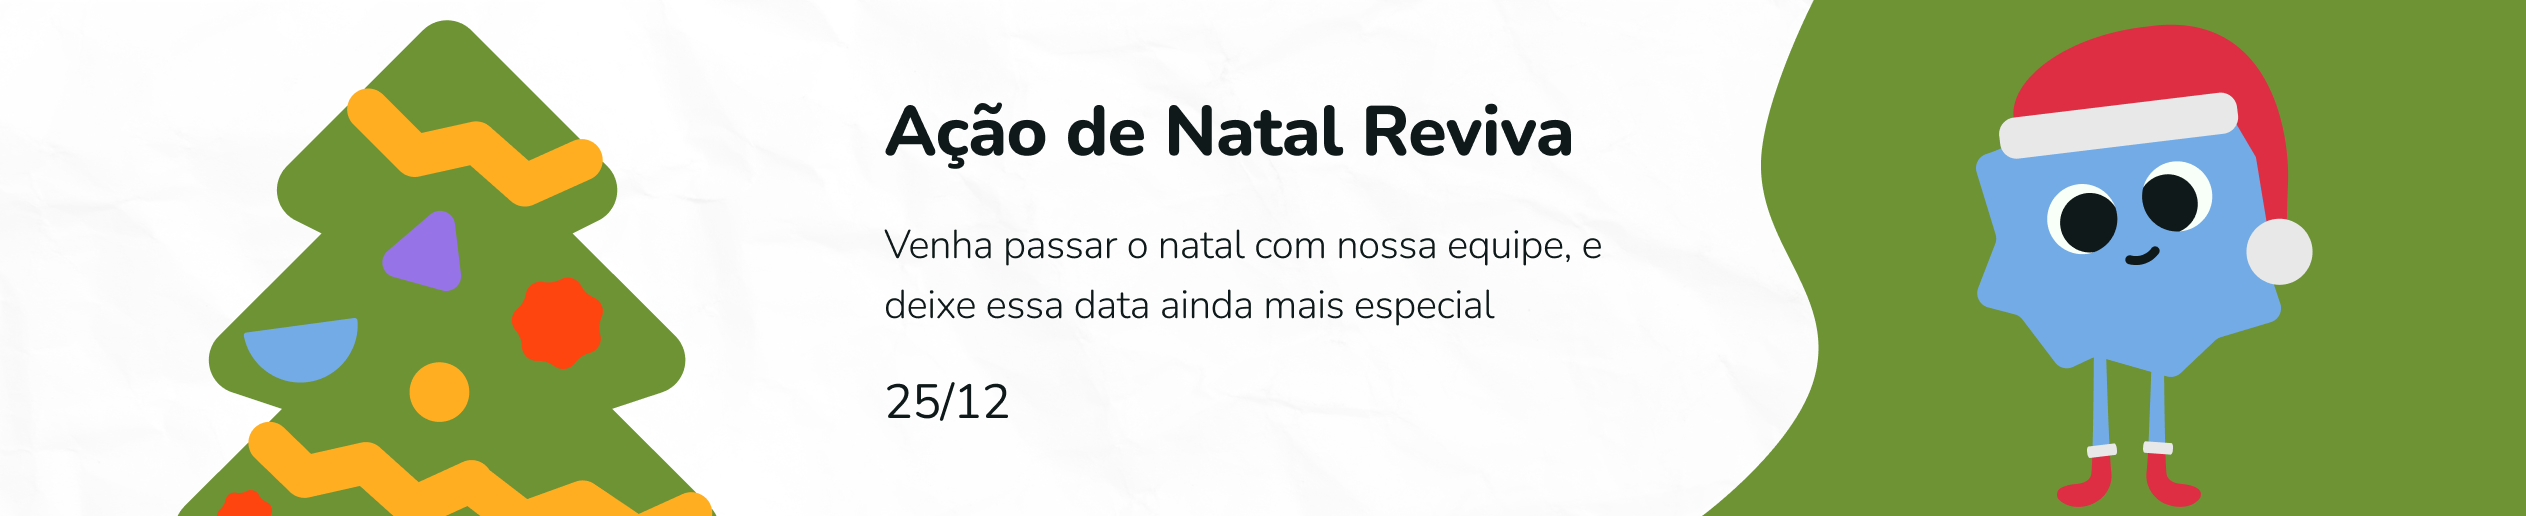 Ação de Natal Reviva
Venha passar o natal com nossa equipe, e
deixe essa data ainda mais especial
25/12